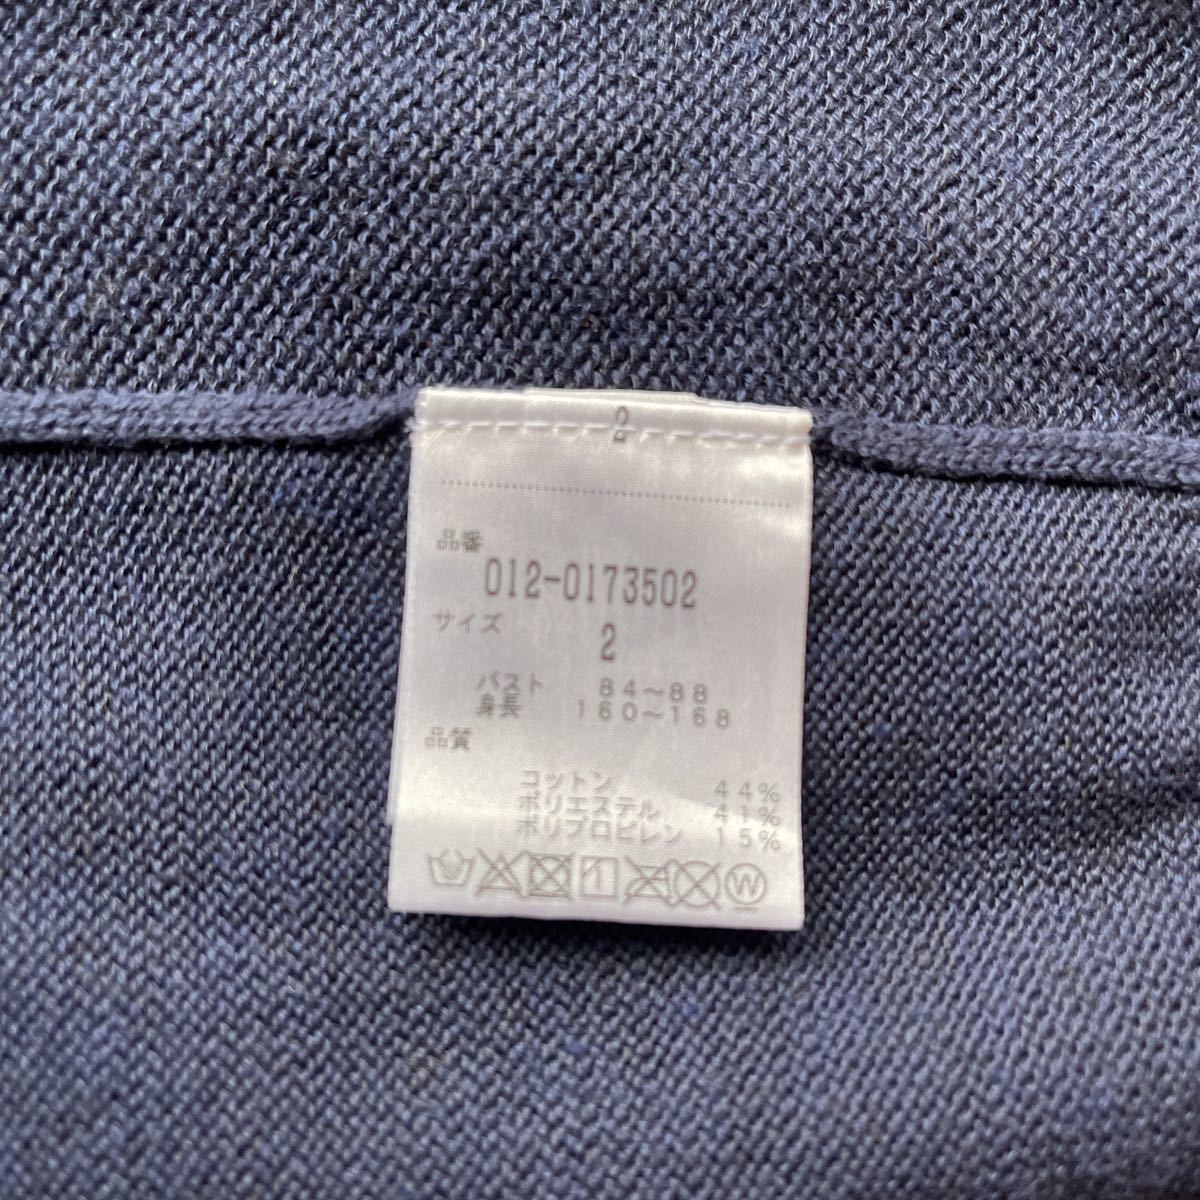 2
品番
012-0173502
サイズ
2
バスト 84～88
身長 160～168
品質
コットン 44%
ポリエステル 41%
ポリプロピレン 15%
W